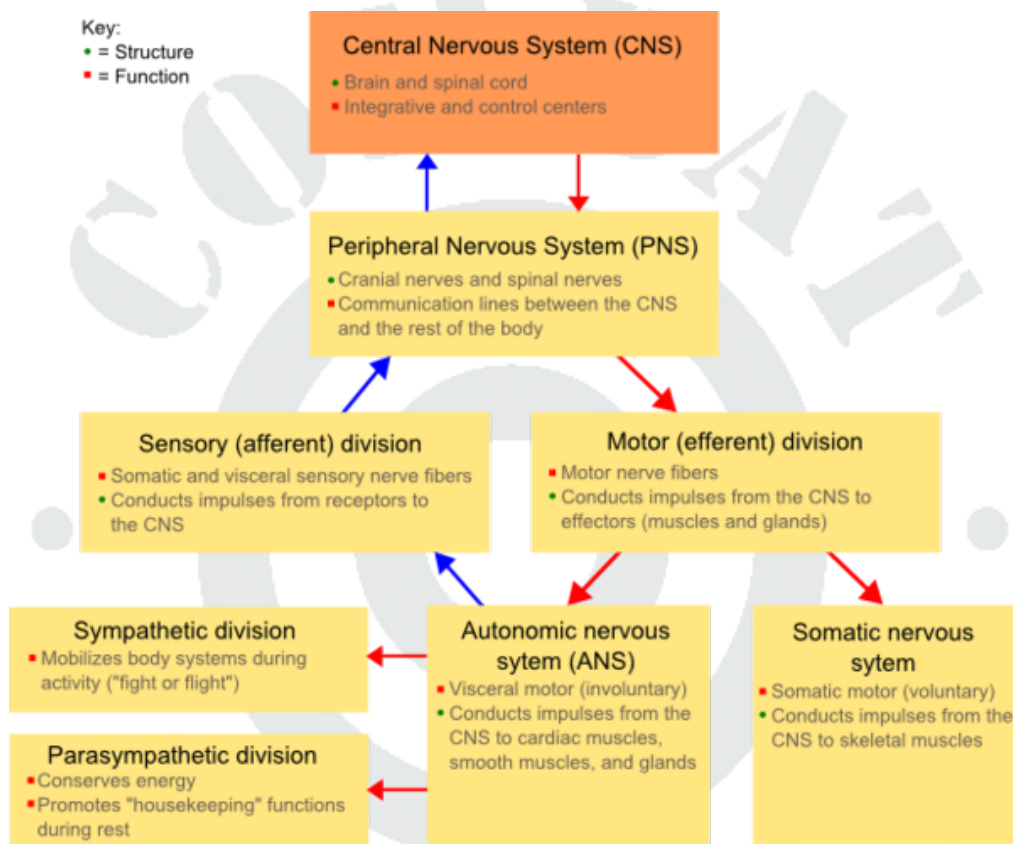 Key:
• = Structure
▪ = Function
Central Nervous System (CNS)
• Brain and spinal cord
▪ Integrative and control centers
Peripheral Nervous System (PNS)
• Cranial nerves and spinal nerves
▪ Communication lines between the CNS
and the rest of the body
Sensory (afferent) division
▪ Somatic and visceral sensory nerve fibers
• Conducts impulses from receptors to
the CNS
Motor (efferent) division
▪ Motor nerve fibers
• Conducts impulses from the CNS to
effectors (muscles and glands)
Sympathetic division
▪ Mobilizes body systems during
activity ("fight or flight")
Parasympathetic division
▪ Conserves energy
▪ Promotes "housekeeping" functions
during rest
Autonomic nervous
sytem (ANS)
▪ Visceral motor (involuntary)
• Conducts impulses from the
CNS to cardiac muscles,
smooth muscles, and glands
Somatic nervous
sytem
▪ Somatic motor (voluntary)
• Conducts impulses from the
CNS to skeletal muscles